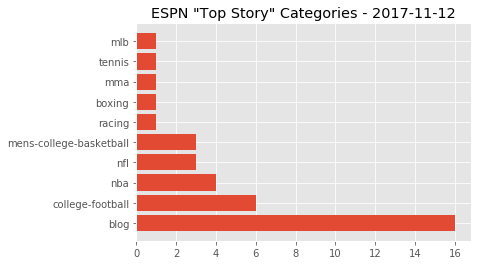 ESPN "Top Story" Categories - 2017-11-12
mlb
tennis
mma
boxing
racing
mens-college-basketball
nfl
nba
college-football
blog
0 2 4 6 8 10 12 14 16